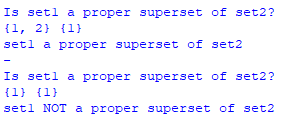 Is set1 a proper superset of set2?
{1, 2} {1}
set1 a proper superset of set2
-
Is set1 a proper superset of set2?
{1} {1}
set1 NOT a proper superset of set2